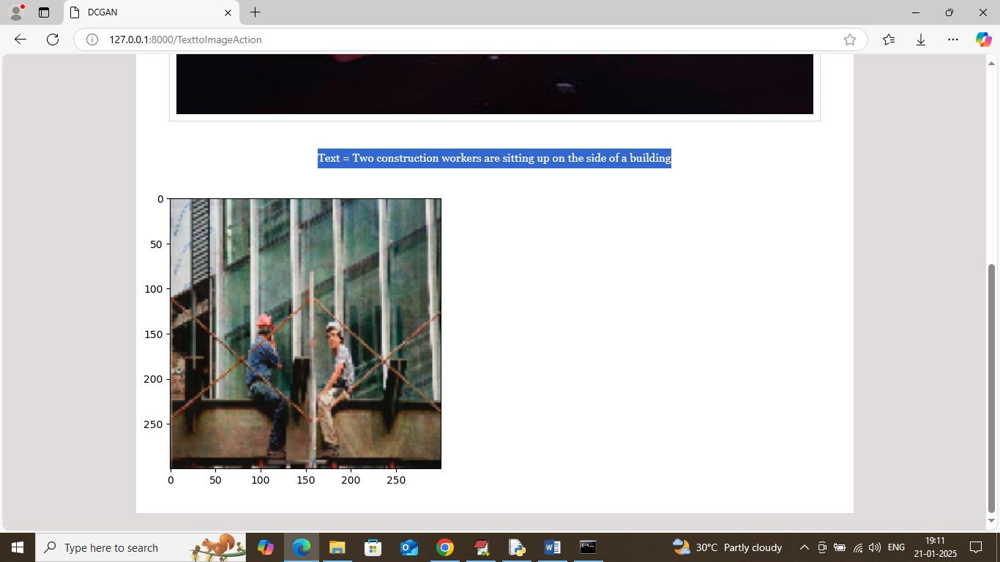 DCGAN
127.0.0.1:8000/TexttoImageAction
Text = Two construction workers are sitting up on the side of a building
0
50
100
150
200
250
0 50 100 150 200 250
Type here to search
30°C Partly cloudy
ENG
19:11
21-01-2025